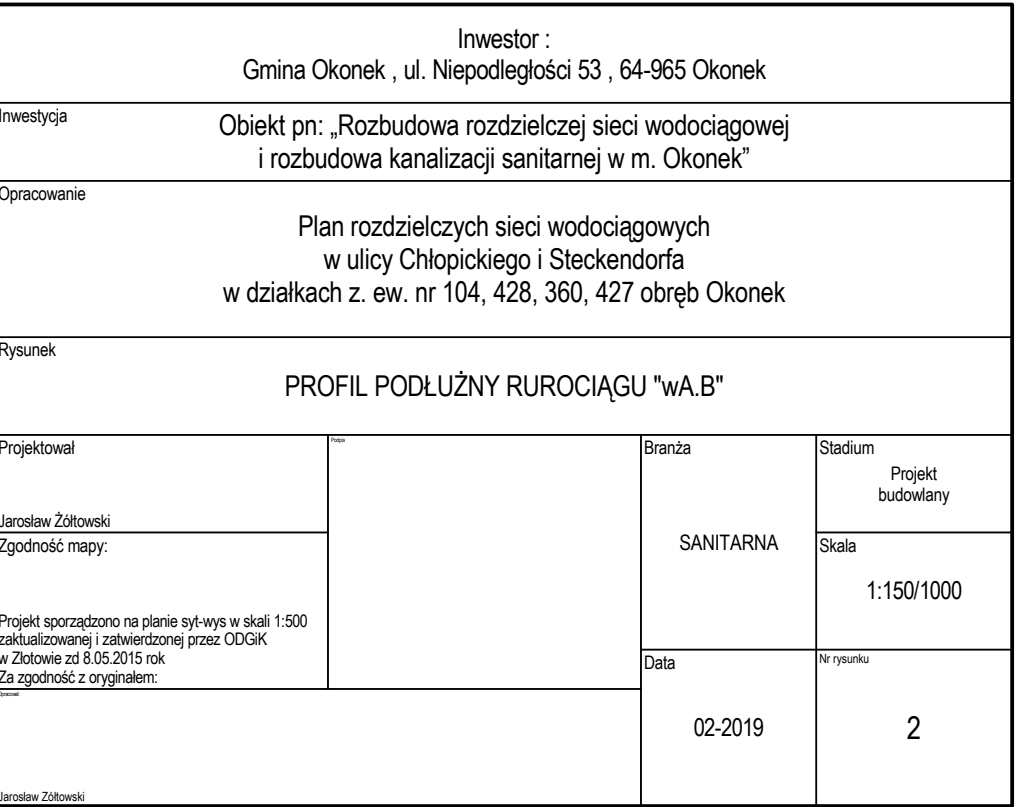 Inwestor :
Gmina Okonek , ul. Niepodległości 53 , 64-965 Okonek
Inwestycja
Obiekt pn: „Rozbudowa rozdzielczej sieci wodociągowej
i rozbudowa kanalizacji sanitarnej w m. Okonek”
Opracowanie
Plan rozdzielczych sieci wodociągowych
w ulicy Chłopickiego i Steckendorfa
w działkach z. ew. nr 104, 428, 360, 427 obręb Okonek
Rysunek
PROFIL PODŁUŻNY RUROCIĄGU "wA.B"
Projektował
Jarosław Żółtowski
Podpis
Branża
SANITARNA
Stadium
Projekt
budowlany
Zgodność mapy:
Projekt sporządzono na planie syt-wys w skali 1:500
zaktualizowanej i zatwierdzonej przez ODGiK
w Złotowie zd 8.05.2015 rok
Za zgodność z oryginałem:
Skala
1:150/1000
Data
02-2019
Nr rysunku
2
Jarosław Żółtowski